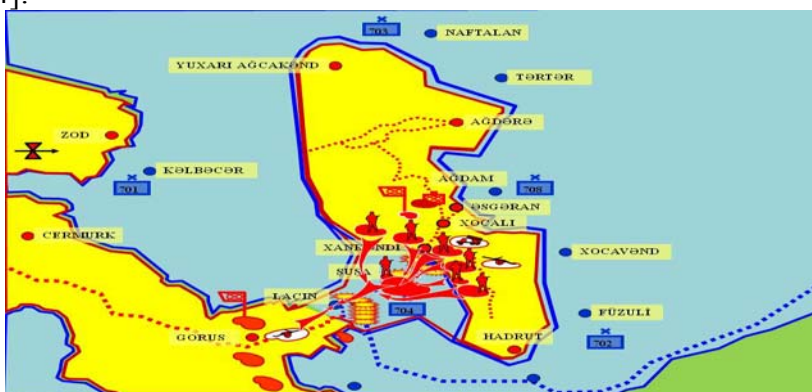 703
NAFTALAN
YUXARI AĞCAKƏND
TƏRTƏR
ZOD
AĞDƏRƏ
KƏLBƏCƏR
701
AĞDAM
708
ƏSGƏRAN
XOCALI
CERMURK
XANKƏNDİ
XOCAVƏND
ŞUŞA
LAÇIN
704
FÜZULİ
GORUS
HADRUT
702